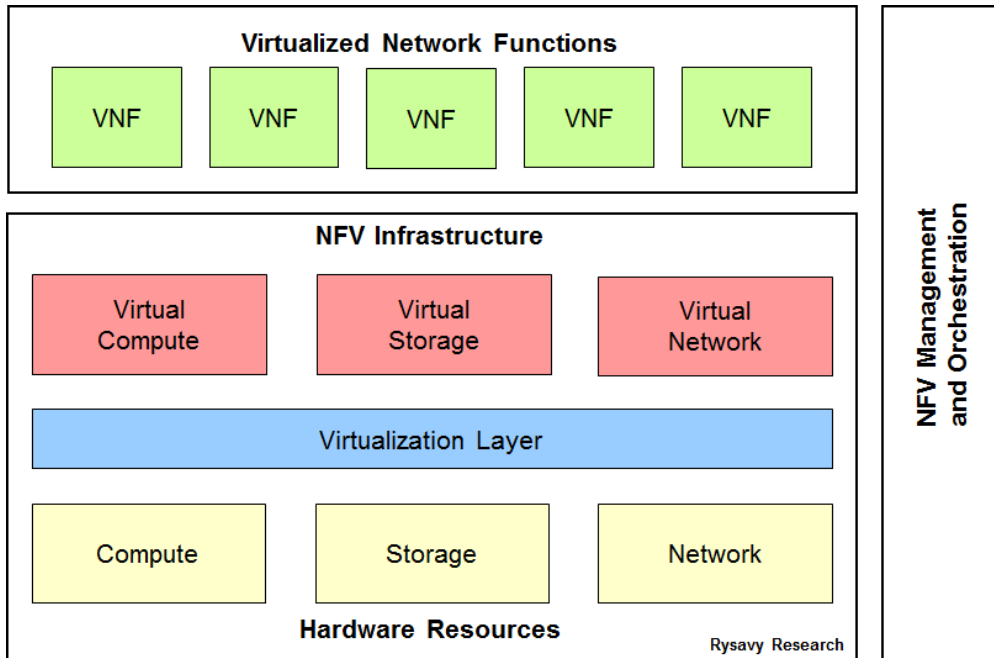 Virtualized Network Functions
VNF
VNF
VNF
VNF
VNF
NFV Infrastructure
Virtual
Compute
Virtual
Storage
Virtual
Network
Virtualization Layer
Compute
Storage
Network
Hardware Resources
Rysavy Research
NFV Management
and Orchestration